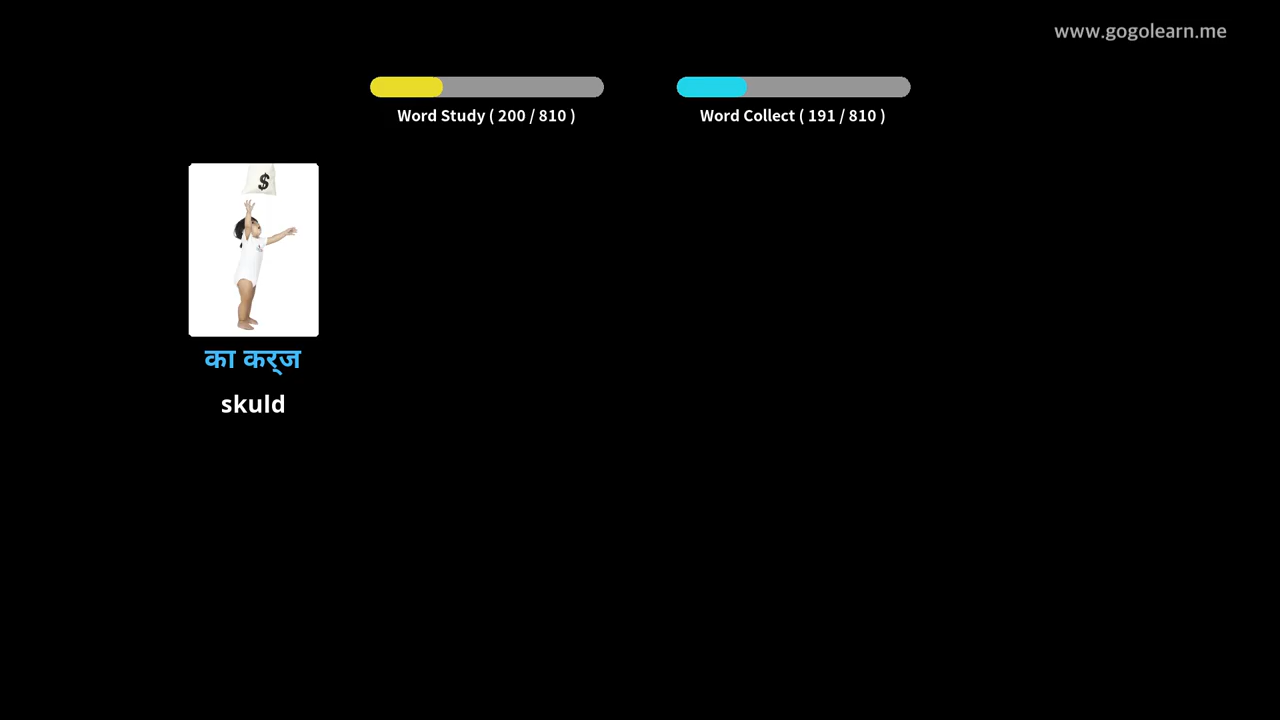 www.gogolearn.me
Word Study ( 200 / 810 )
Word Collect ( 191 / 810 )
$
का कर्ज
skuld